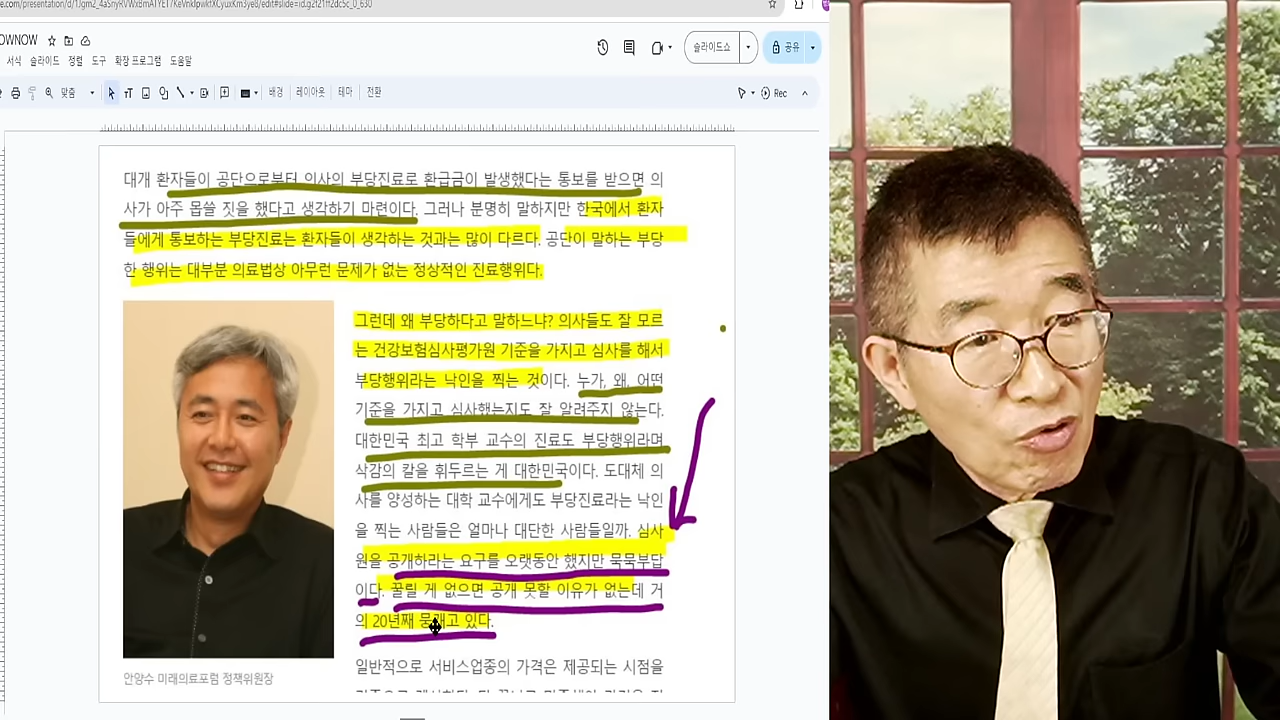 OWNOW
슬라이드쇼
공유
서식 슬라이드 정렬 도구 확장 프로그램 도움말
맞춤
배경 레이아웃 테마 전환
Rec
대개 환자들이 공단으로부터 의사의 부당진료로 환급금이 발생했다는 통보를 받으면 의
사가 아주 몹쓸 짓을 했다고 생각하기 마련이다. 그러나 분명히 말하지만 한국에서 환자
들에게 통보하는 부당진료는 환자들이 생각하는 것과는 많이 다르다. 공단이 말하는 부당
한 행위는 대부분 의료법상 아무런 문제가 없는 정상적인 진료행위다.
그런데 왜 부당하다고 말하느냐? 의사들도 잘 모르
는 건강보험심사평가원 기준을 가지고 심사를 해서
부당행위라는 낙인을 찍는 것이다. 누가, 왜, 어떤
기준을 가지고 심사했는지도 잘 알려주지 않는다.
대한민국 최고 학부 교수의 진료도 부당행위라며
삭감의 칼을 휘두르는 게 대한민국이다. 도대체 의
사를 양성하는 대학 교수에게도 부당진료라는 낙인
을 찍는 사람들은 얼마나 대단한 사람들일까. 심사
원을 공개하라는 요구를 오랫동안 했지만 묵묵부답
이다. 꿀릴 게 없으면 공개 못할 이유가 없는데 거
의 20년째 뭉개고 있다.
일반적으로 서비스업종의 가격은 제공되는 시점을
안양수 미래의료포럼 정책위원장